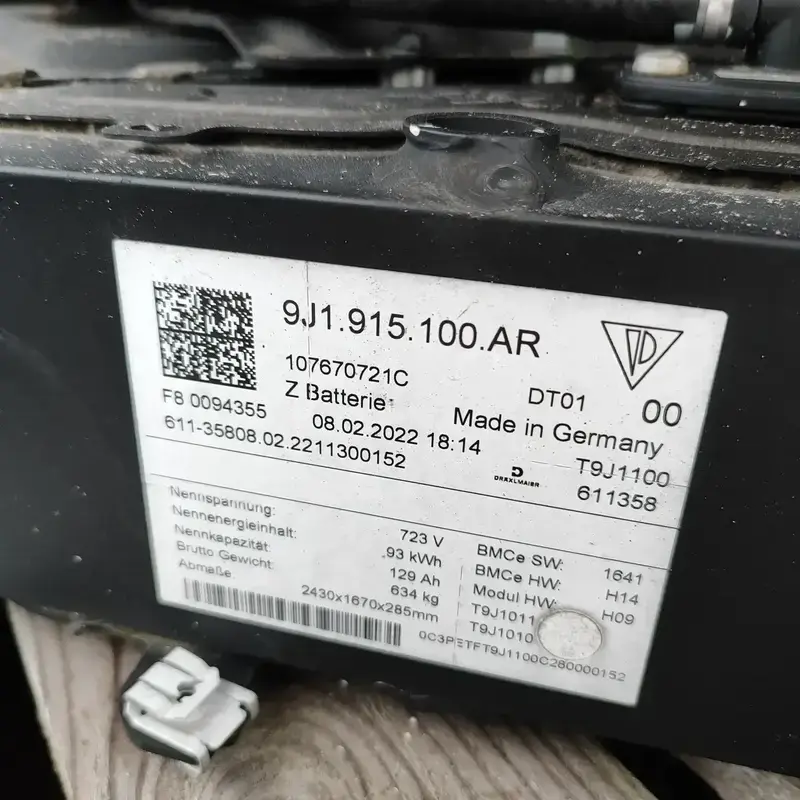 9J1.915.100.AR
107670721C
Z Batterie
DT01 00
F8 0094355
08.02.2022 18:14
Made in Germany
611-35808.02.2211300152
DRÄXLMAIER
T9J1100
611358
Nennspannung: 723 V
Nennenergieinhalt: 93 kWh
Nennkapazität: 129 Ah
Brutto Gewicht: 634 kg
Abmaße: 2430x1670x285mm
BMCe SW: 1641
BMCe HW: H14
Modul HW: H09
T9J1011
T9J1010
0C3PETFT9J1100C280000152